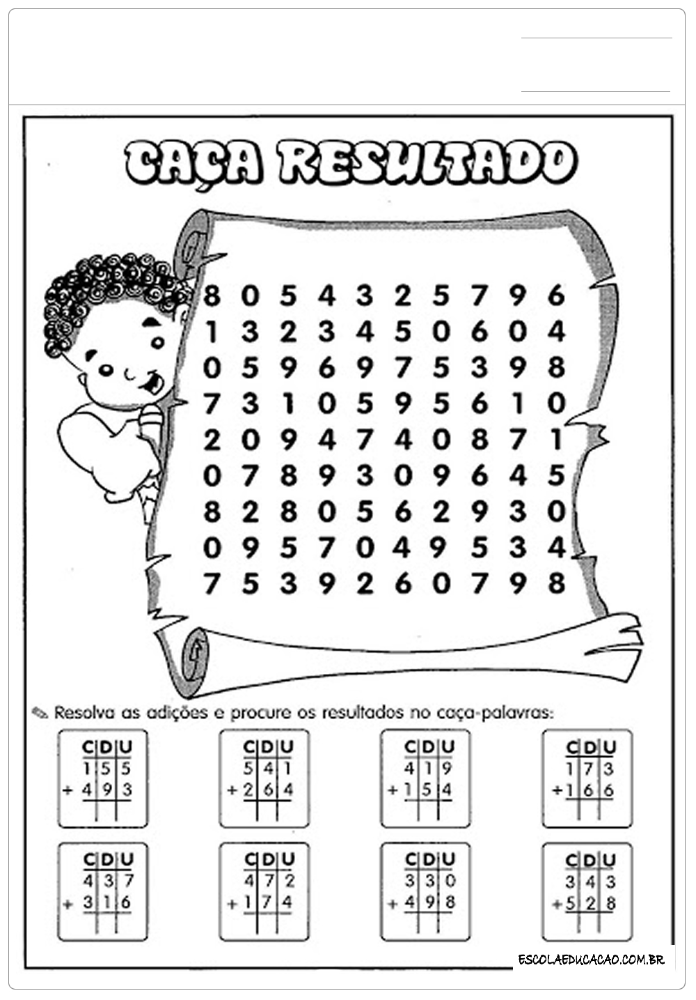 CAÇA RESULTADO
8 0 5 4 3 2 5 7 9 6
1 3 2 3 4 5 0 6 0 4
0 5 9 6 9 7 5 3 9 8
7 3 1 0 5 9 5 6 1 0
2 0 9 4 7 4 0 8 7 1
0 7 8 9 3 0 9 6 4 5
8 2 8 0 5 6 2 9 3 0
0 9 5 7 0 4 9 5 3 4
7 5 3 9 2 6 0 7 9 8
Resolva as adições e procure os resultados no caça-palavras:
C D U
1 5 5
+ 4 9 3
C D U
5 4 1
+ 2 6 4
C D U
4 1 9
+ 1 5 4
C D U
1 7 3
+ 1 6 6
C D U
4 3 7
+ 3 1 6
C D U
4 7 2
+ 1 7 4
C D U
3 3 0
+ 4 9 8
C D U
3 4 3
+ 5 2 8
ESCOLAEDUCACAO.COM.BR